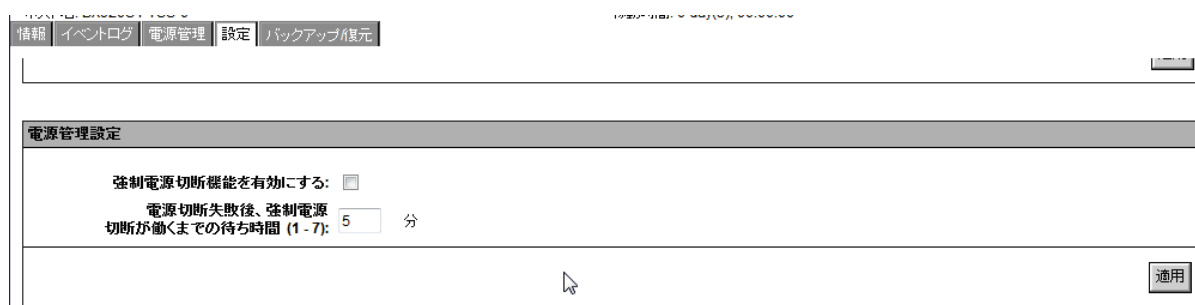 情報 イベントログ 電源管理 設定 バックアップ/復元
電源管理設定
強制電源切断機能を有効にする:
電源切断失敗後、強制電源
切断が働くまでの待ち時間 (1 - 7): 5 分
適用